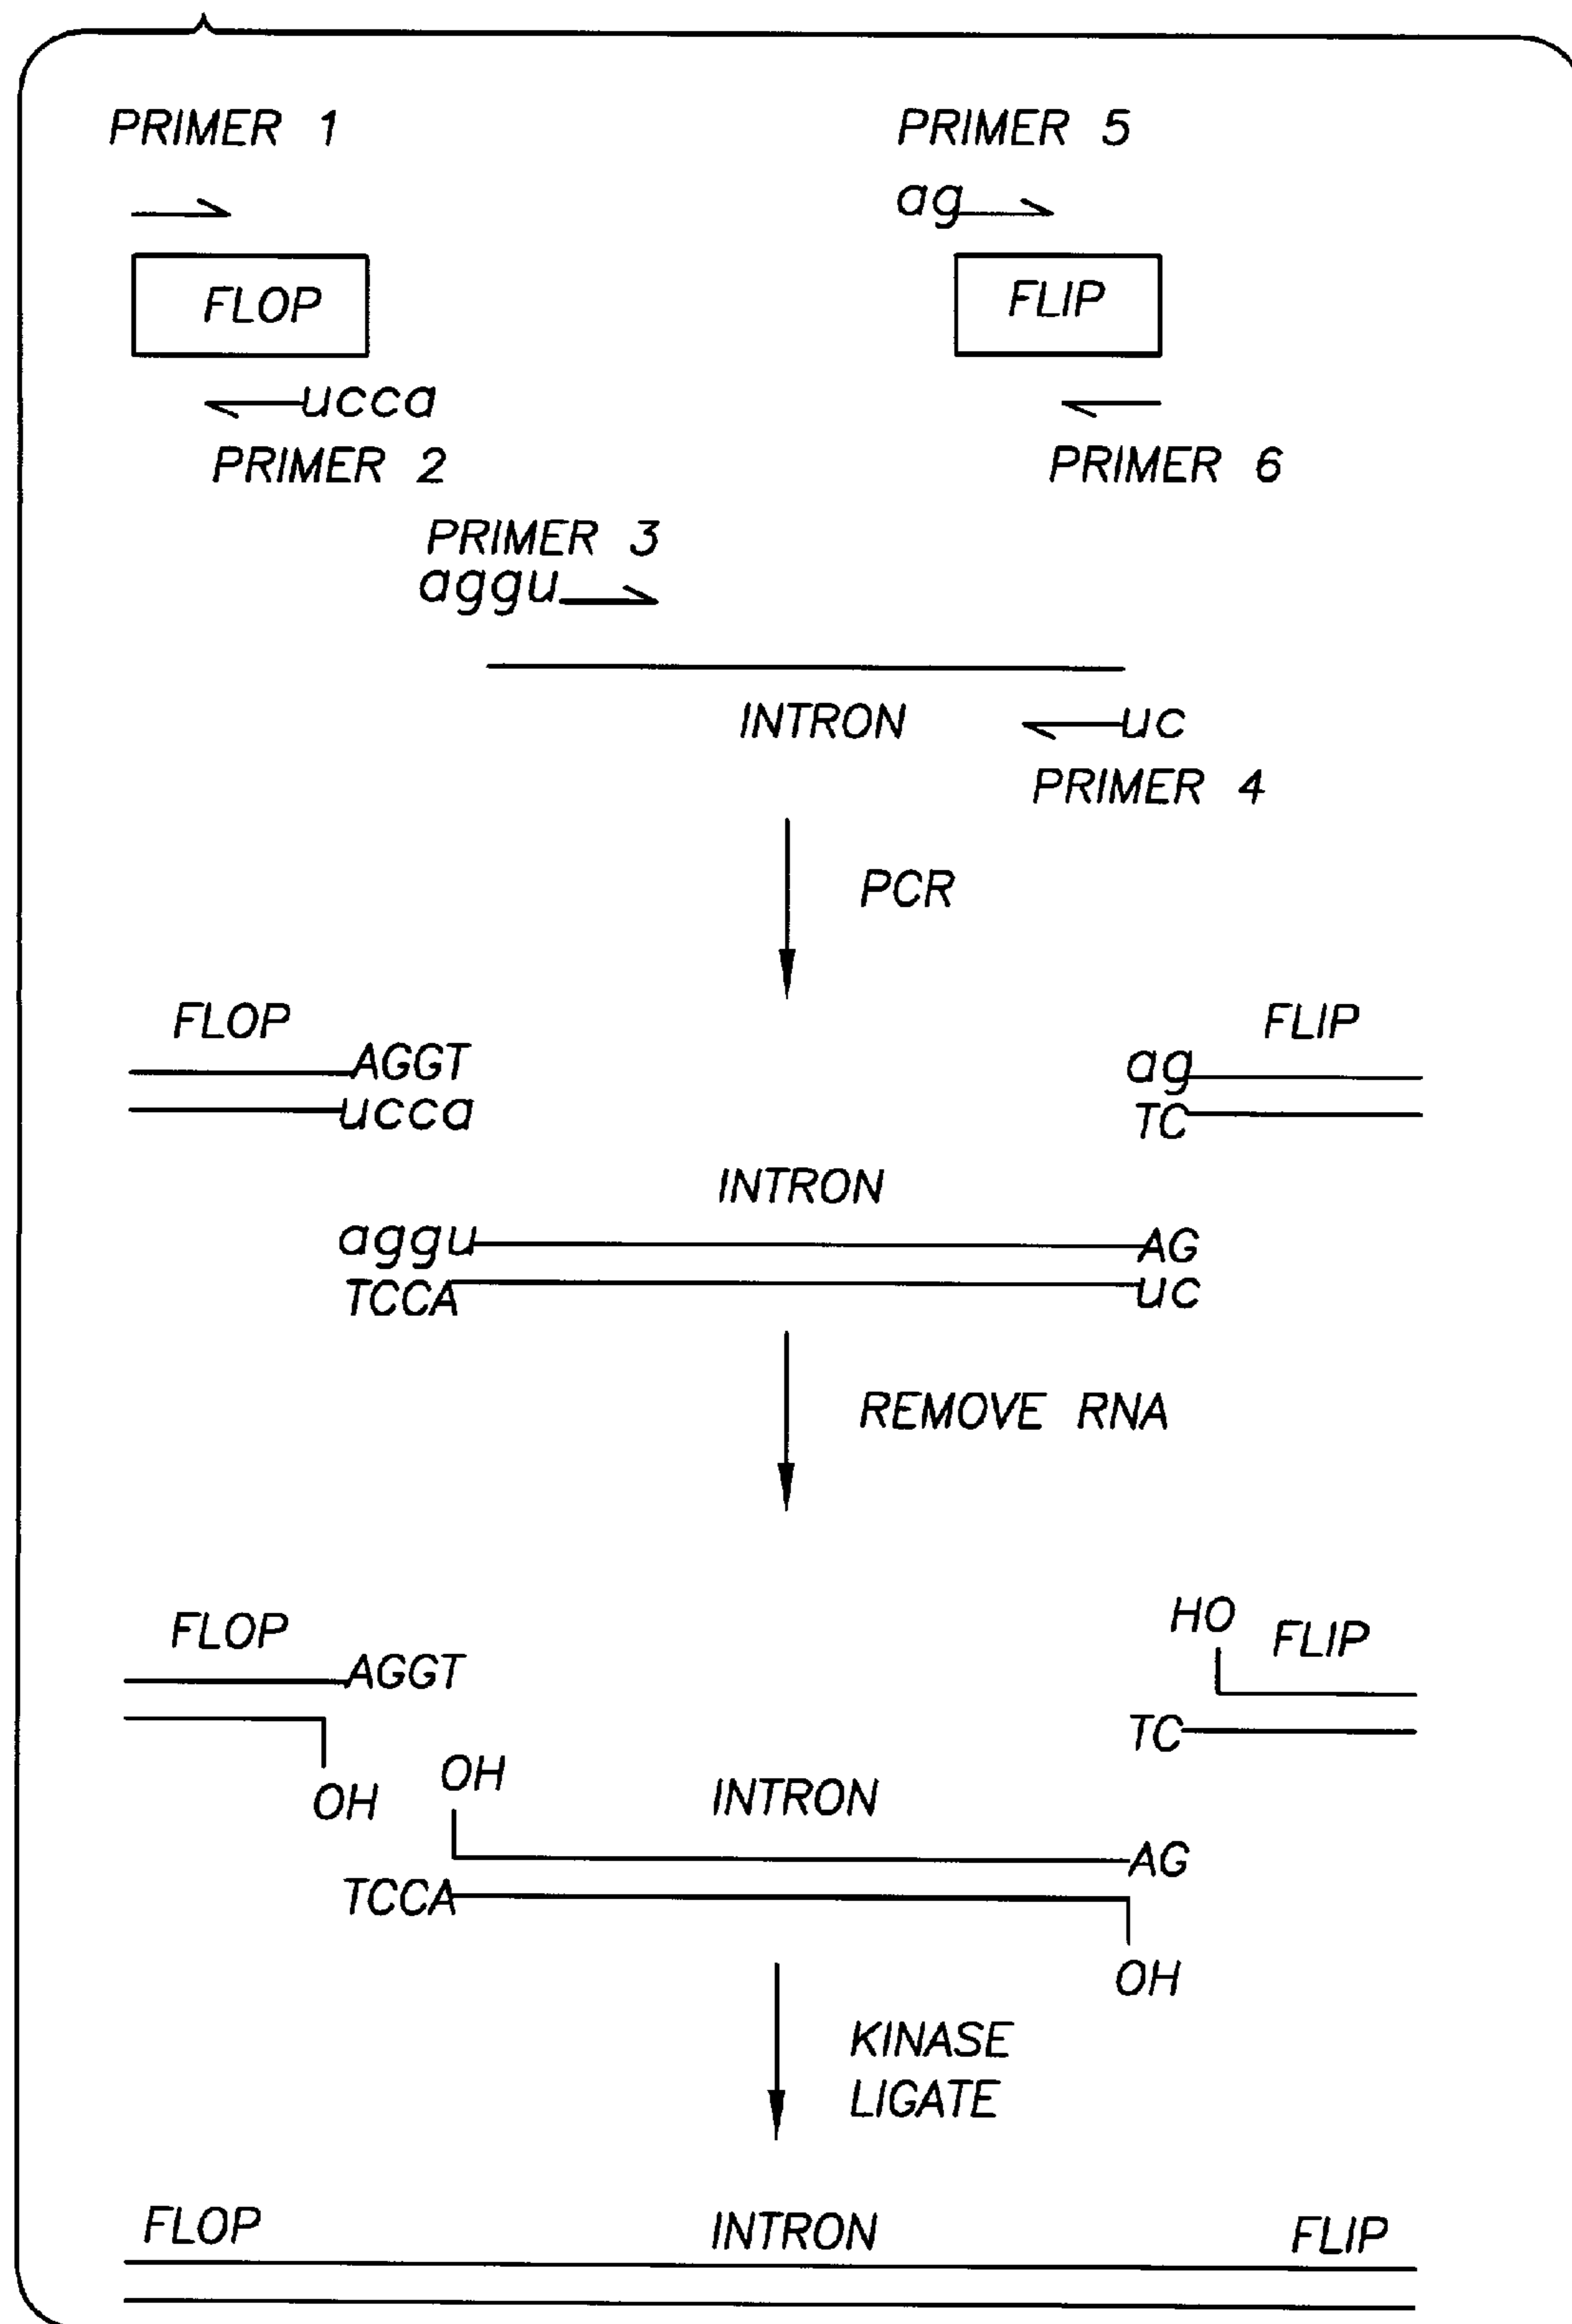 PRIMER 1
PRIMER 5
ag
FLOP
FLIP
ucca
PRIMER 2
PRIMER 6
PRIMER 3
aggu
INTRON
uc
PRIMER 4
PCR
FLOP
FLIP
AGGT
ag
ucca
TC
INTRON
aggu
AG
TCCA
uc
REMOVE RNA
HO
FLOP
FLIP
AGGT
TC
OH
OH
INTRON
AG
TCCA
OH
KINASE
LIGATE
FLOP
INTRON
FLIP